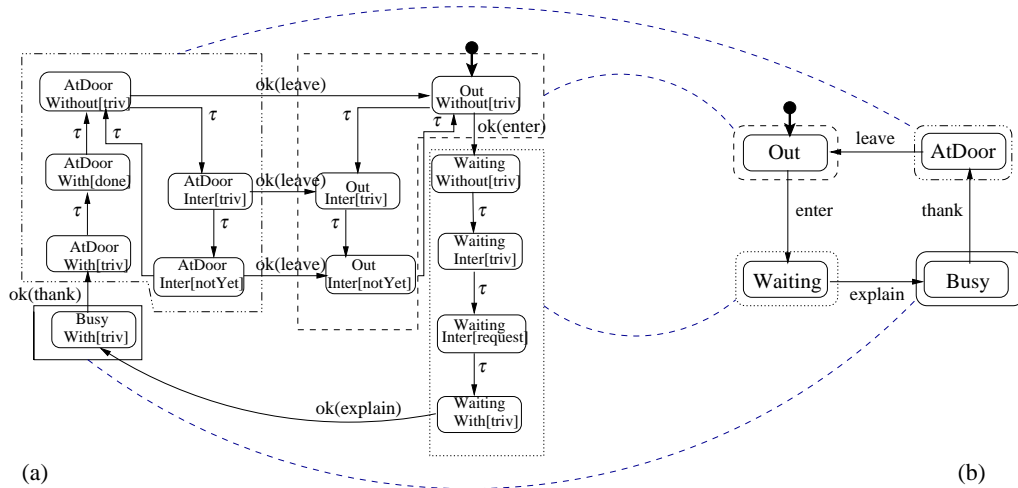 AtDoor
Without[triv]
ok(leave)
Out
Without[triv]
τ
τ
τ
τ
τ
ok(enter)
AtDoor
With[done]
Waiting
Without[triv]
AtDoor
Inter[triv]
ok(leave)
Out
Inter[triv]
τ
τ
τ
τ
AtDoor
With[triv]
Waiting
Inter[triv]
AtDoor
Inter[notYet]
ok(leave)
Out
Inter[notYet]
ok(thank)
τ
Busy
With[triv]
Waiting
Inter[request]
τ
ok(explain)
Waiting
With[triv]
(a)
Out
leave
AtDoor
enter
thank
Waiting
explain
Busy
(b)